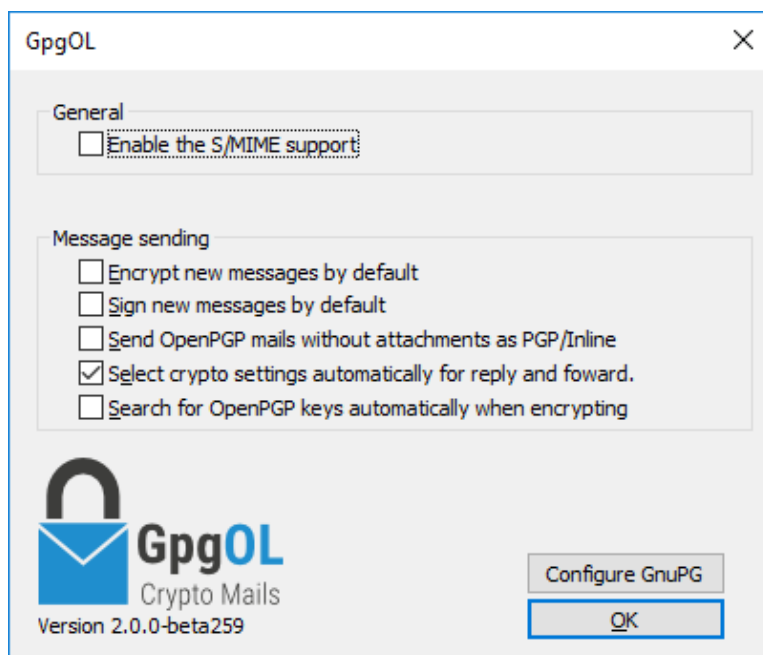 GpgOL
General
Enable the S/MIME support
Message sending
Encrypt new messages by default
Sign new messages by default
Send OpenPGP mails without attachments as PGP/Inline
Select crypto settings automatically for reply and foward.
Search for OpenPGP keys automatically when encrypting
GpgOL
Crypto Mails
Version 2.0.0-beta259
Configure GnuPG
OK